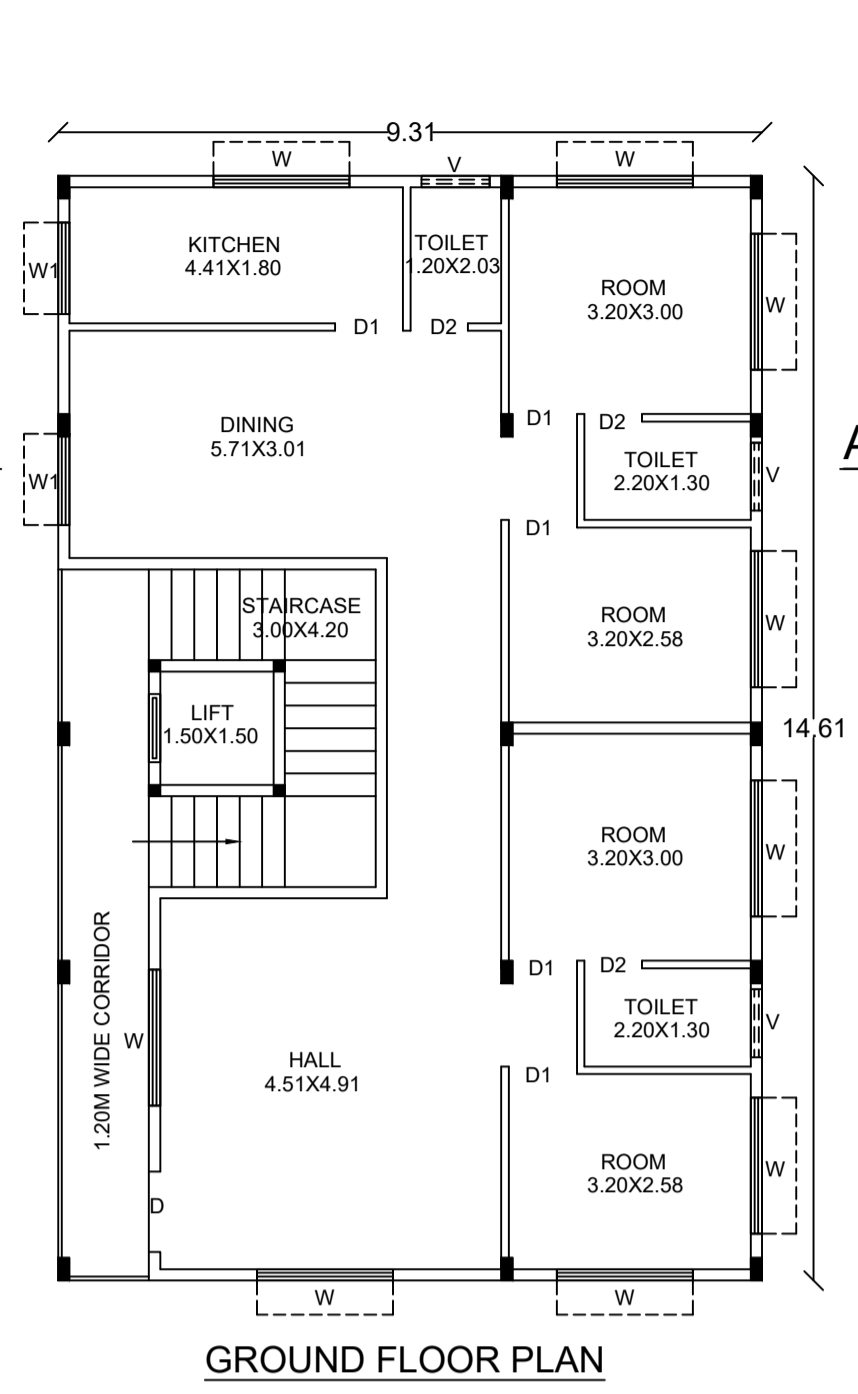 9.31
W
V
W
KITCHEN
4.41X1.80
TOILET
1.20X2.03
W1
ROOM
3.20X3.00
W
D1
D2
DINING
5.71X3.01
D1
D2
A
TOILET
2.20X1.30
V
W1
D1
STAIRCASE
3.00X4.20
ROOM
3.20X2.58
W
LIFT
1.50X1.50
14.61
ROOM
3.20X3.00
W
1.20M WIDE CORRIDOR
D1
D2
TOILET
2.20X1.30
V
W
HALL
4.51X4.91
D1
ROOM
3.20X2.58
W
D
W
W
GROUND FLOOR PLAN